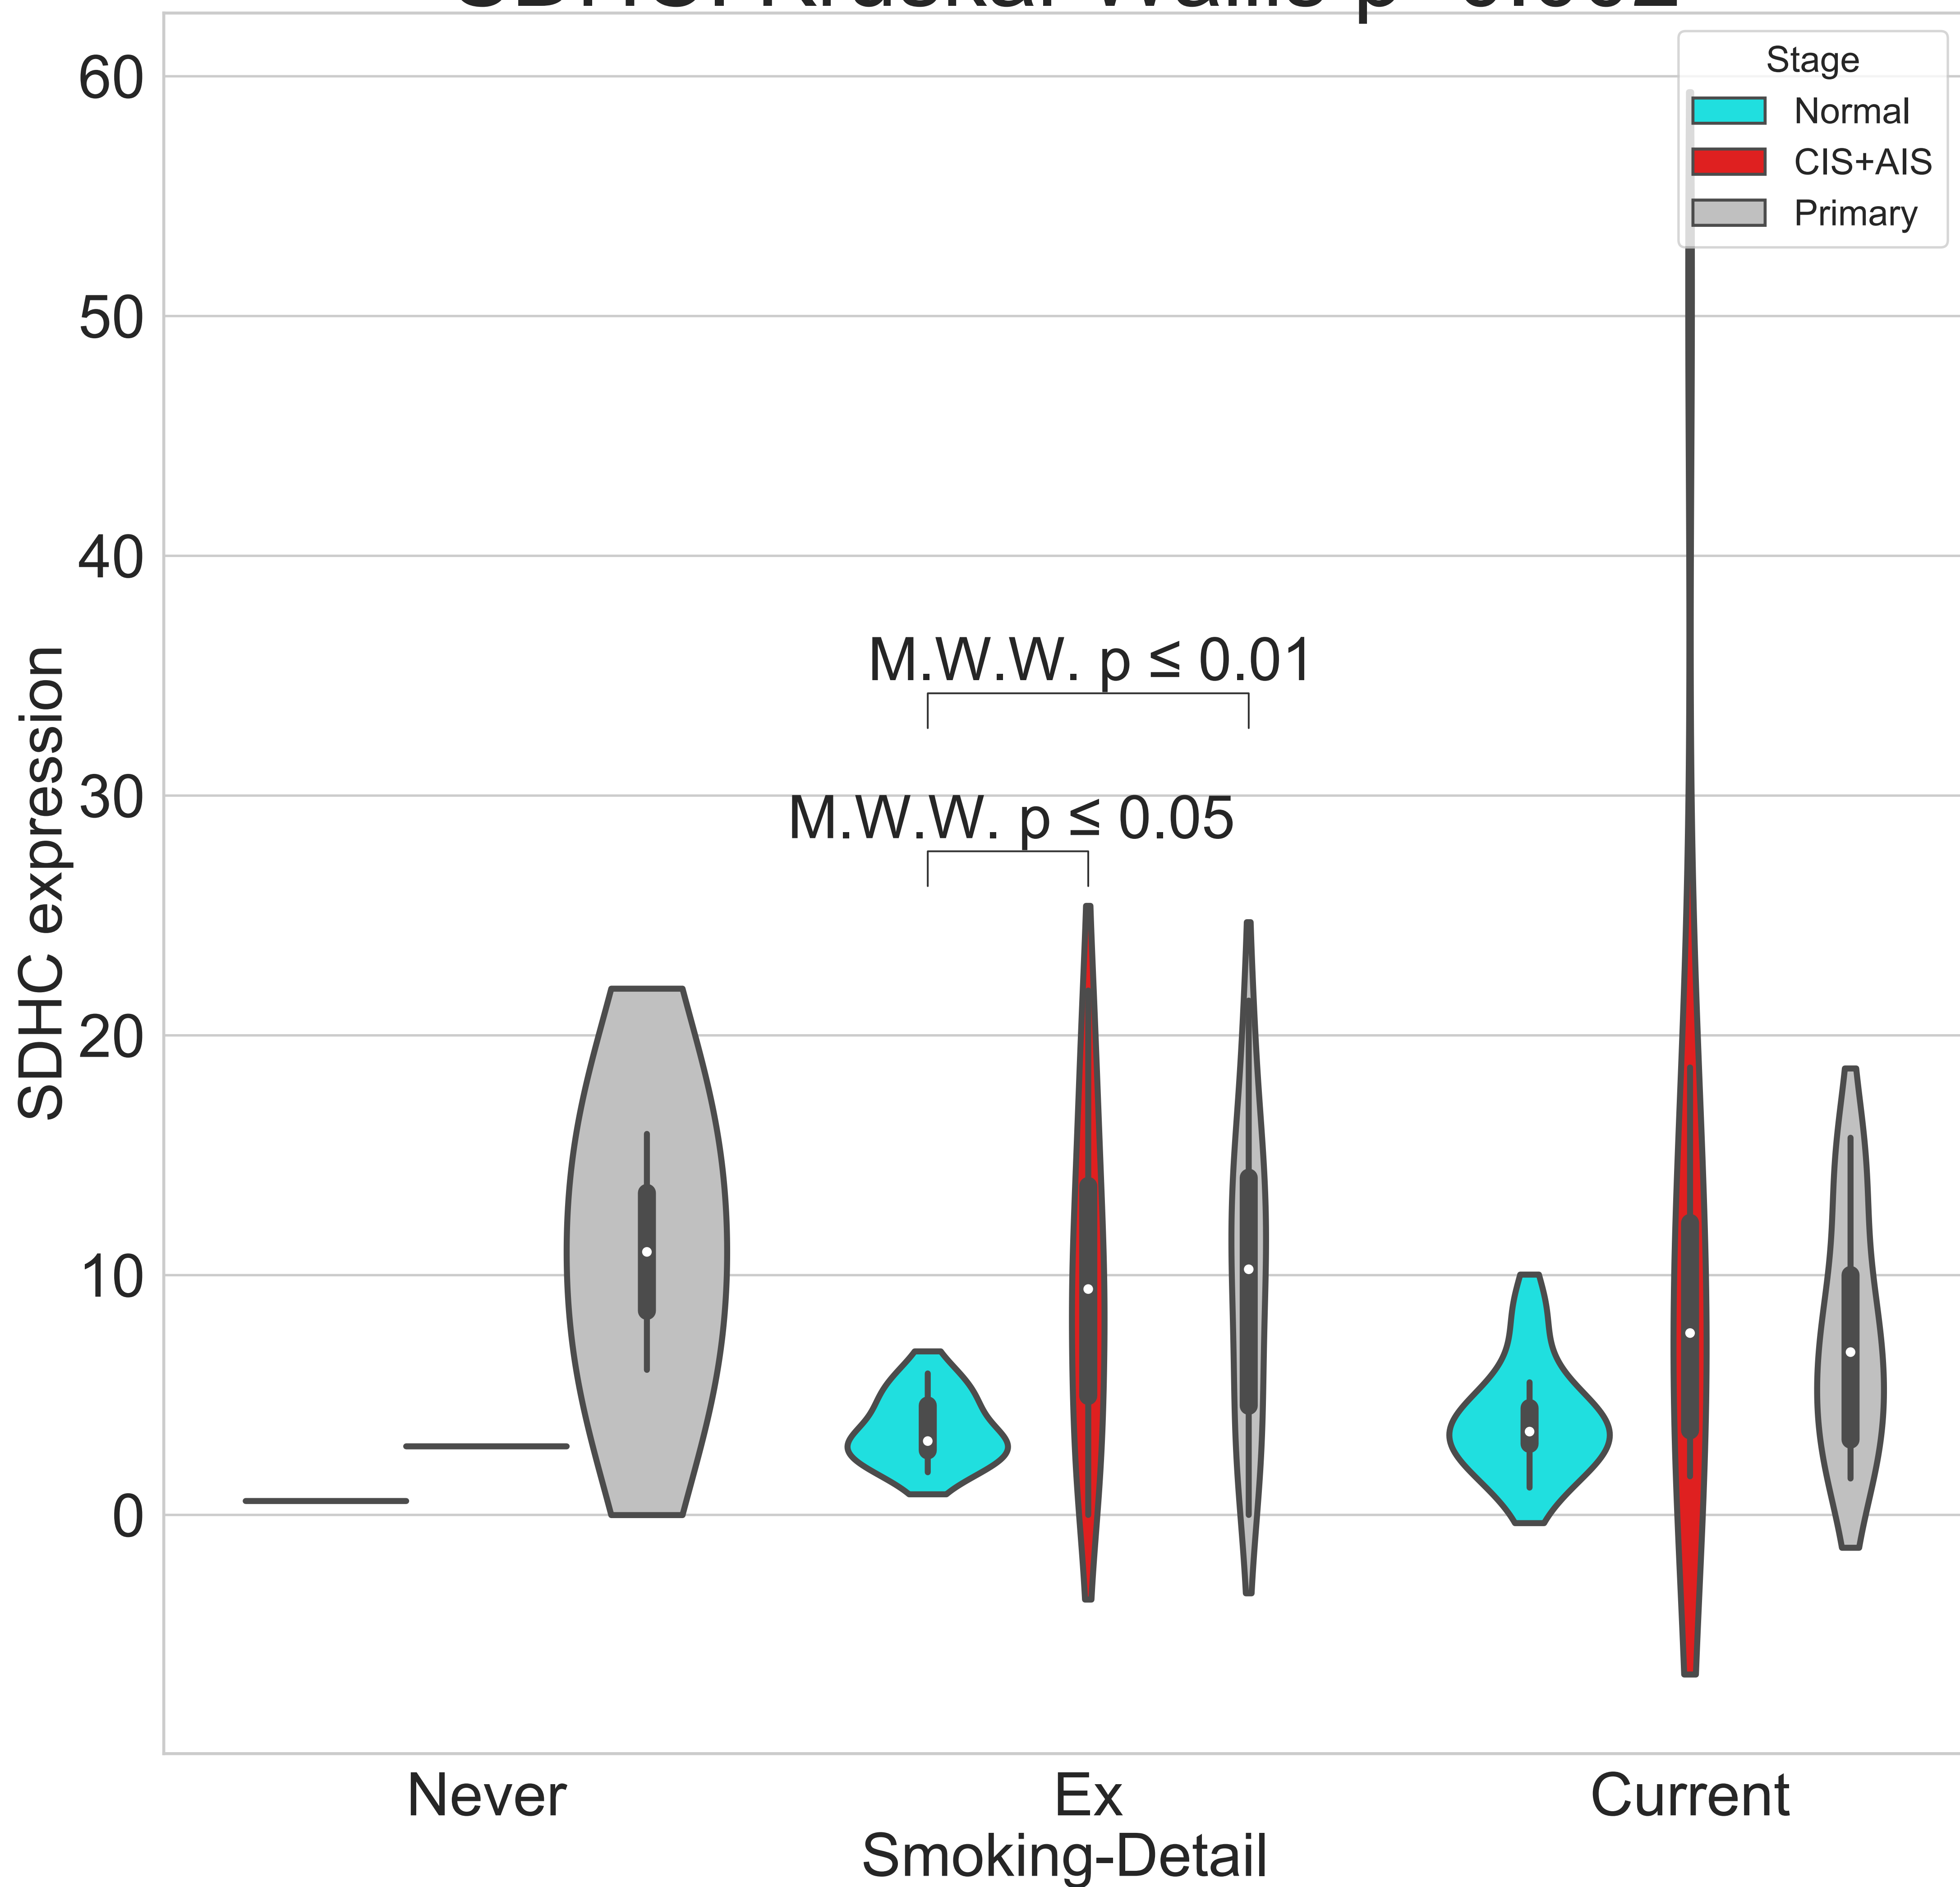 Stage
Normal
CIS+AIS
Primary
60
50
40
30
20
10
0
SDHC expression
M.W.W. p ≤ 0.01
M.W.W. p ≤ 0.05
Never
Ex
Current
Smoking-Detail